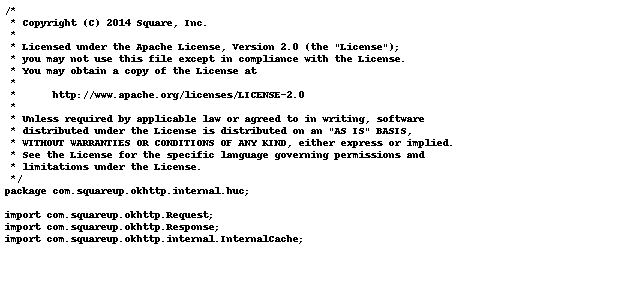 /*
 * Copyright (C) 2014 Square, Inc.
 *
 * Licensed under the Apache License, Version 2.0 (the "License");
 * you may not use this file except in compliance with the License.
 * You may obtain a copy of the License at
 *
 *      http://www.apache.org/licenses/LICENSE-2.0
 *
 * Unless required by applicable law or agreed to in writing, software
 * distributed under the License is distributed on an "AS IS" BASIS,
 * WITHOUT WARRANTIES OR CONDITIONS OF ANY KIND, either express or implied.
 * See the License for the specific language governing permissions and
 * limitations under the License.
 */
package com.squareup.okhttp.internal.huc;

import com.squareup.okhttp.Request;
import com.squareup.okhttp.Response;
import com.squareup.okhttp.internal.InternalCache;